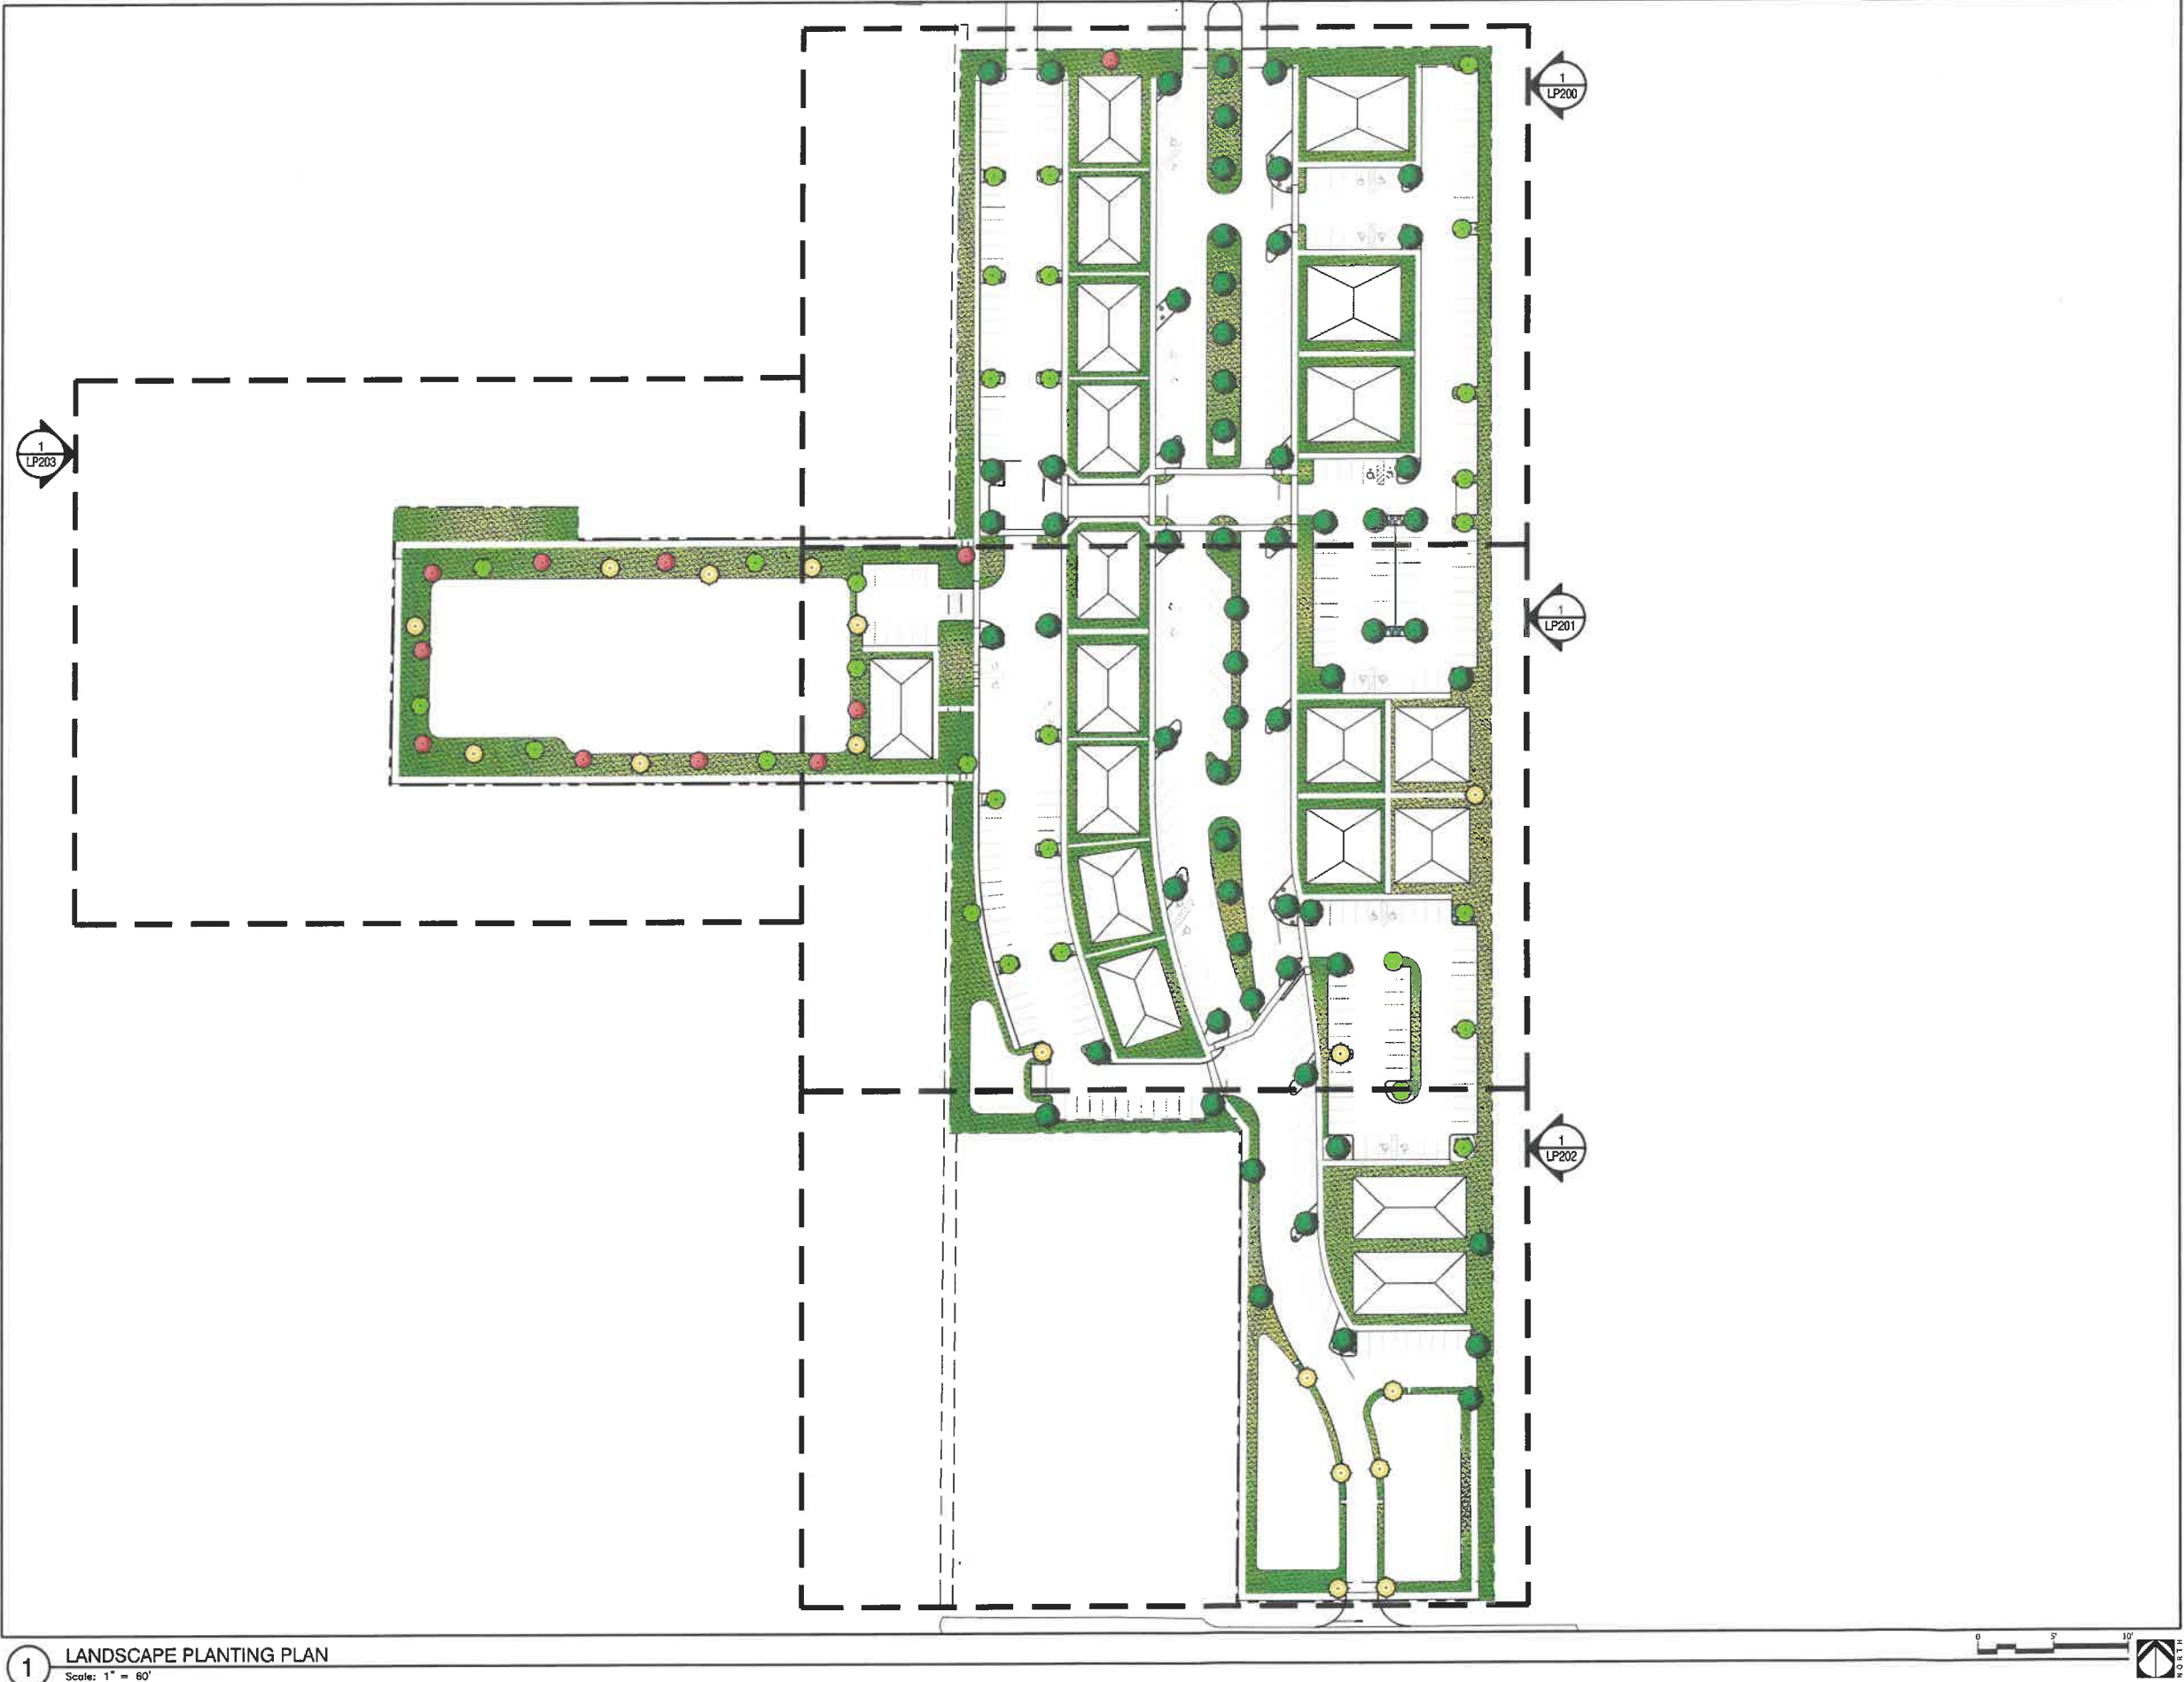 1
LP200
1
LP203
1
LP201
1
LP202
1
LANDSCAPE PLANTING PLAN
Scale: 1" = 60'
0 5' 10'
NORTH